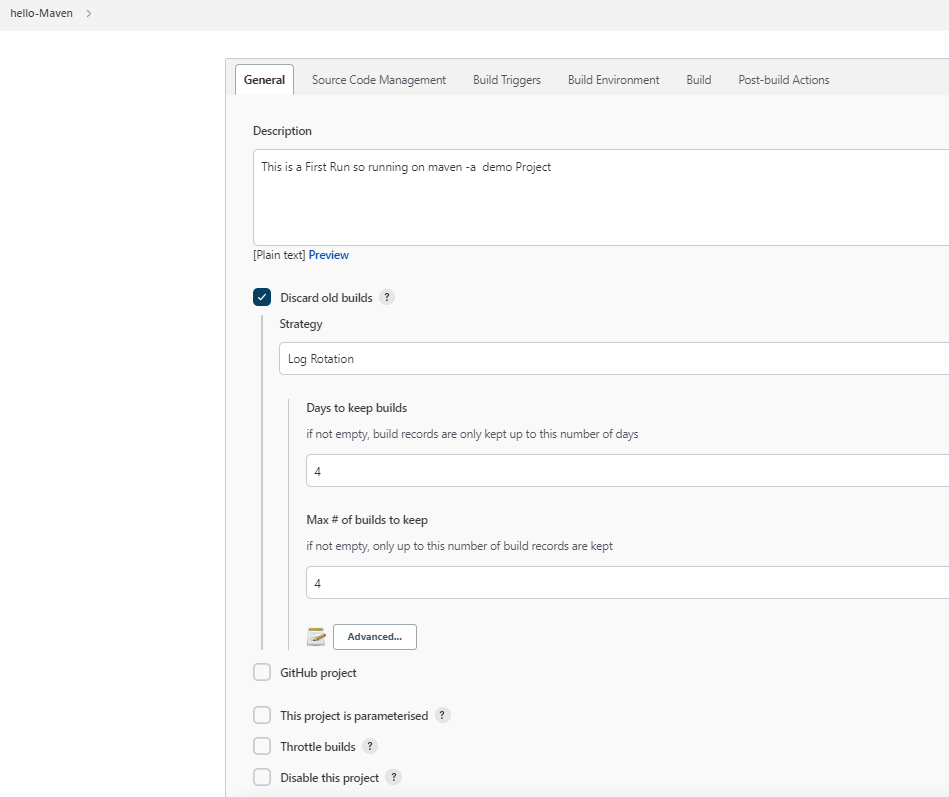 hello-Maven
General Source Code Management Build Triggers Build Environment Build Post-build Actions
Description
This is a First Run so running on maven -a  demo Project
[Plain text] Preview
Discard old builds ?
Strategy
Log Rotation
Days to keep builds
if not empty, build records are only kept up to this number of days
4
Max # of builds to keep
if not empty, only up to this number of build records are kept
4
Advanced...
GitHub project
This project is parameterised ?
Throttle builds ?
Disable this project ?